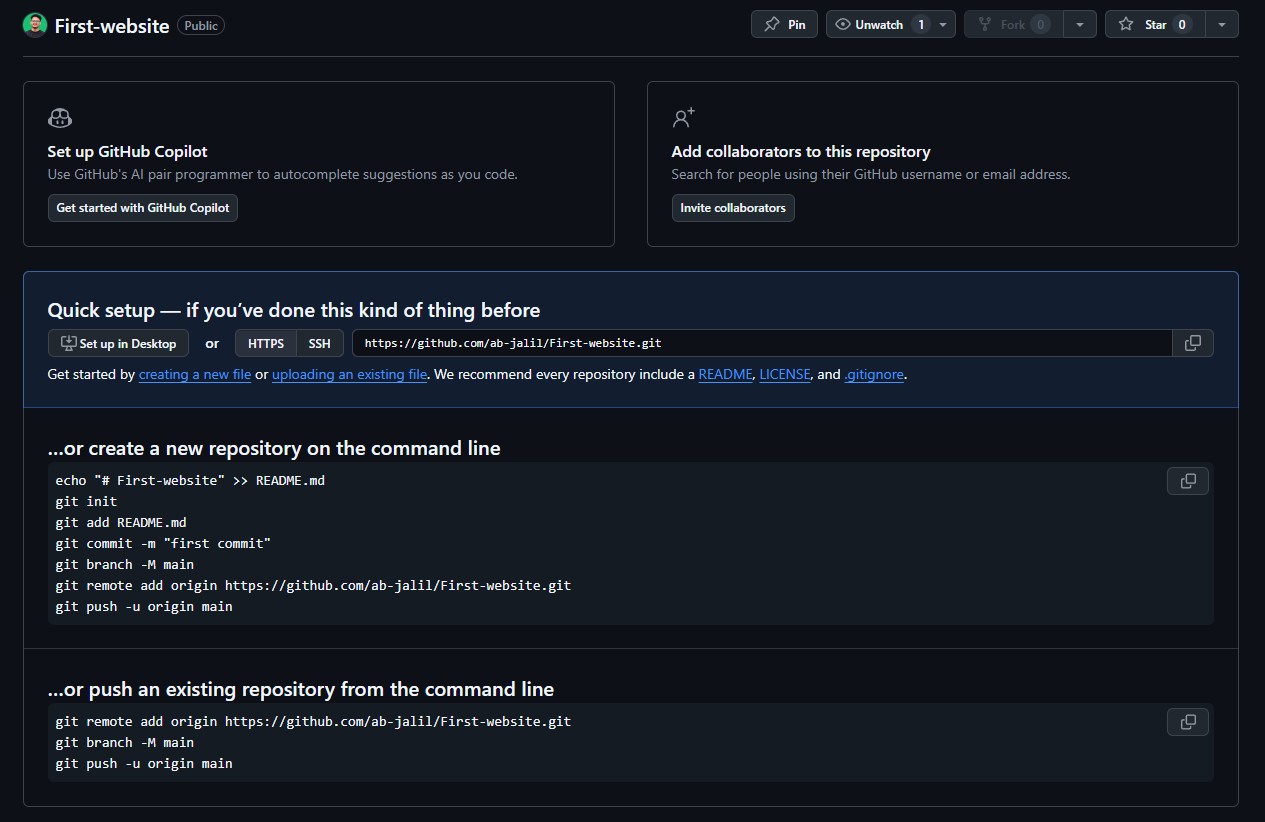 First-website Public
Pin
Unwatch 1
Fork 0
Star 0
Set up GitHub Copilot
Use GitHub's AI pair programmer to autocomplete suggestions as you code.
Get started with GitHub Copilot
Add collaborators to this repository
Search for people using their GitHub username or email address.
Invite collaborators
Quick setup — if you've done this kind of thing before
Set up in Desktop or HTTPS SSH https://github.com/ab-jalil/First-website.git
Get started by creating a new file or uploading an existing file. We recommend every repository include a README, LICENSE, and .gitignore.
…or create a new repository on the command line
echo "# First-website" >> README.md
git init
git add README.md
git commit -m "first commit"
git branch -M main
git remote add origin https://github.com/ab-jalil/First-website.git
git push -u origin main
…or push an existing repository from the command line
git remote add origin https://github.com/ab-jalil/First-website.git
git branch -M main
git push -u origin main